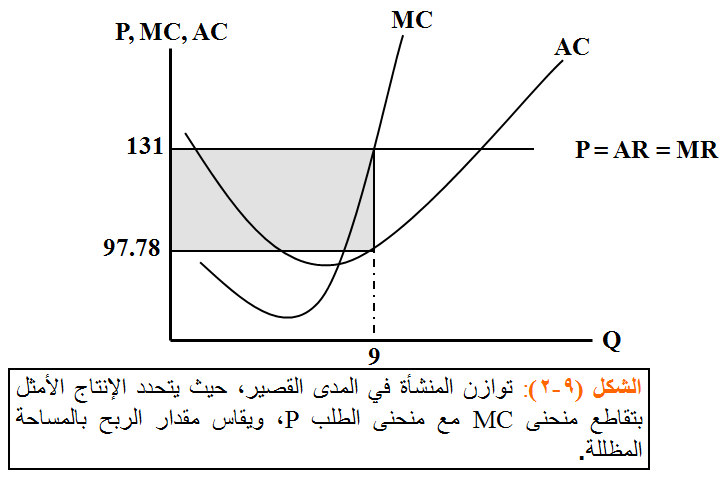 P, MC, AC
MC
AC
131
P = AR = MR
97.78
Q
9
الشكل (٩-٢): توازن المنشأة في المدى القصير، حيث يتحدد الإنتاج الأمثل
بتقاطع منحنى MC مع منحنى الطلب P، ويقاس مقدار الربح بالمساحة
المظللة.